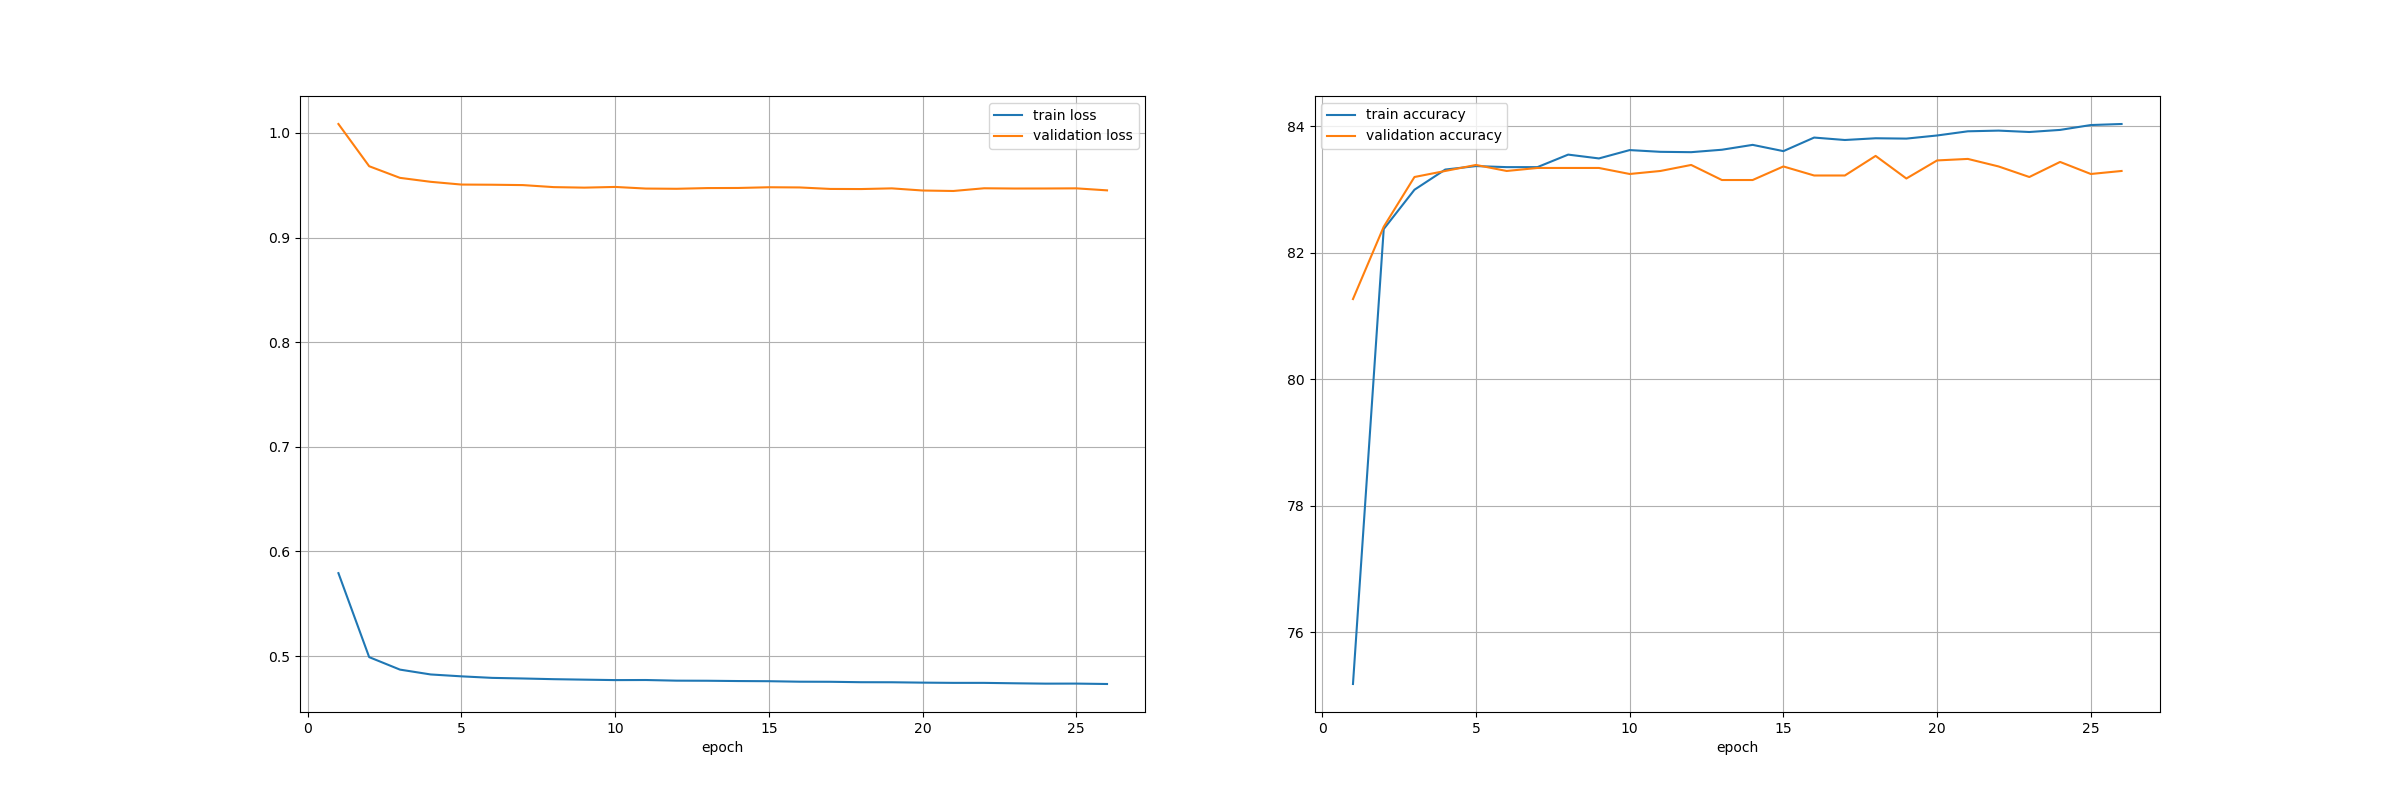 train loss
validation loss
1.0
0.9
0.8
0.7
0.6
0.5
0 5 10 15 20 25
epoch
train accuracy
validation accuracy
84
82
80
78
76
0 5 10 15 20 25
epoch